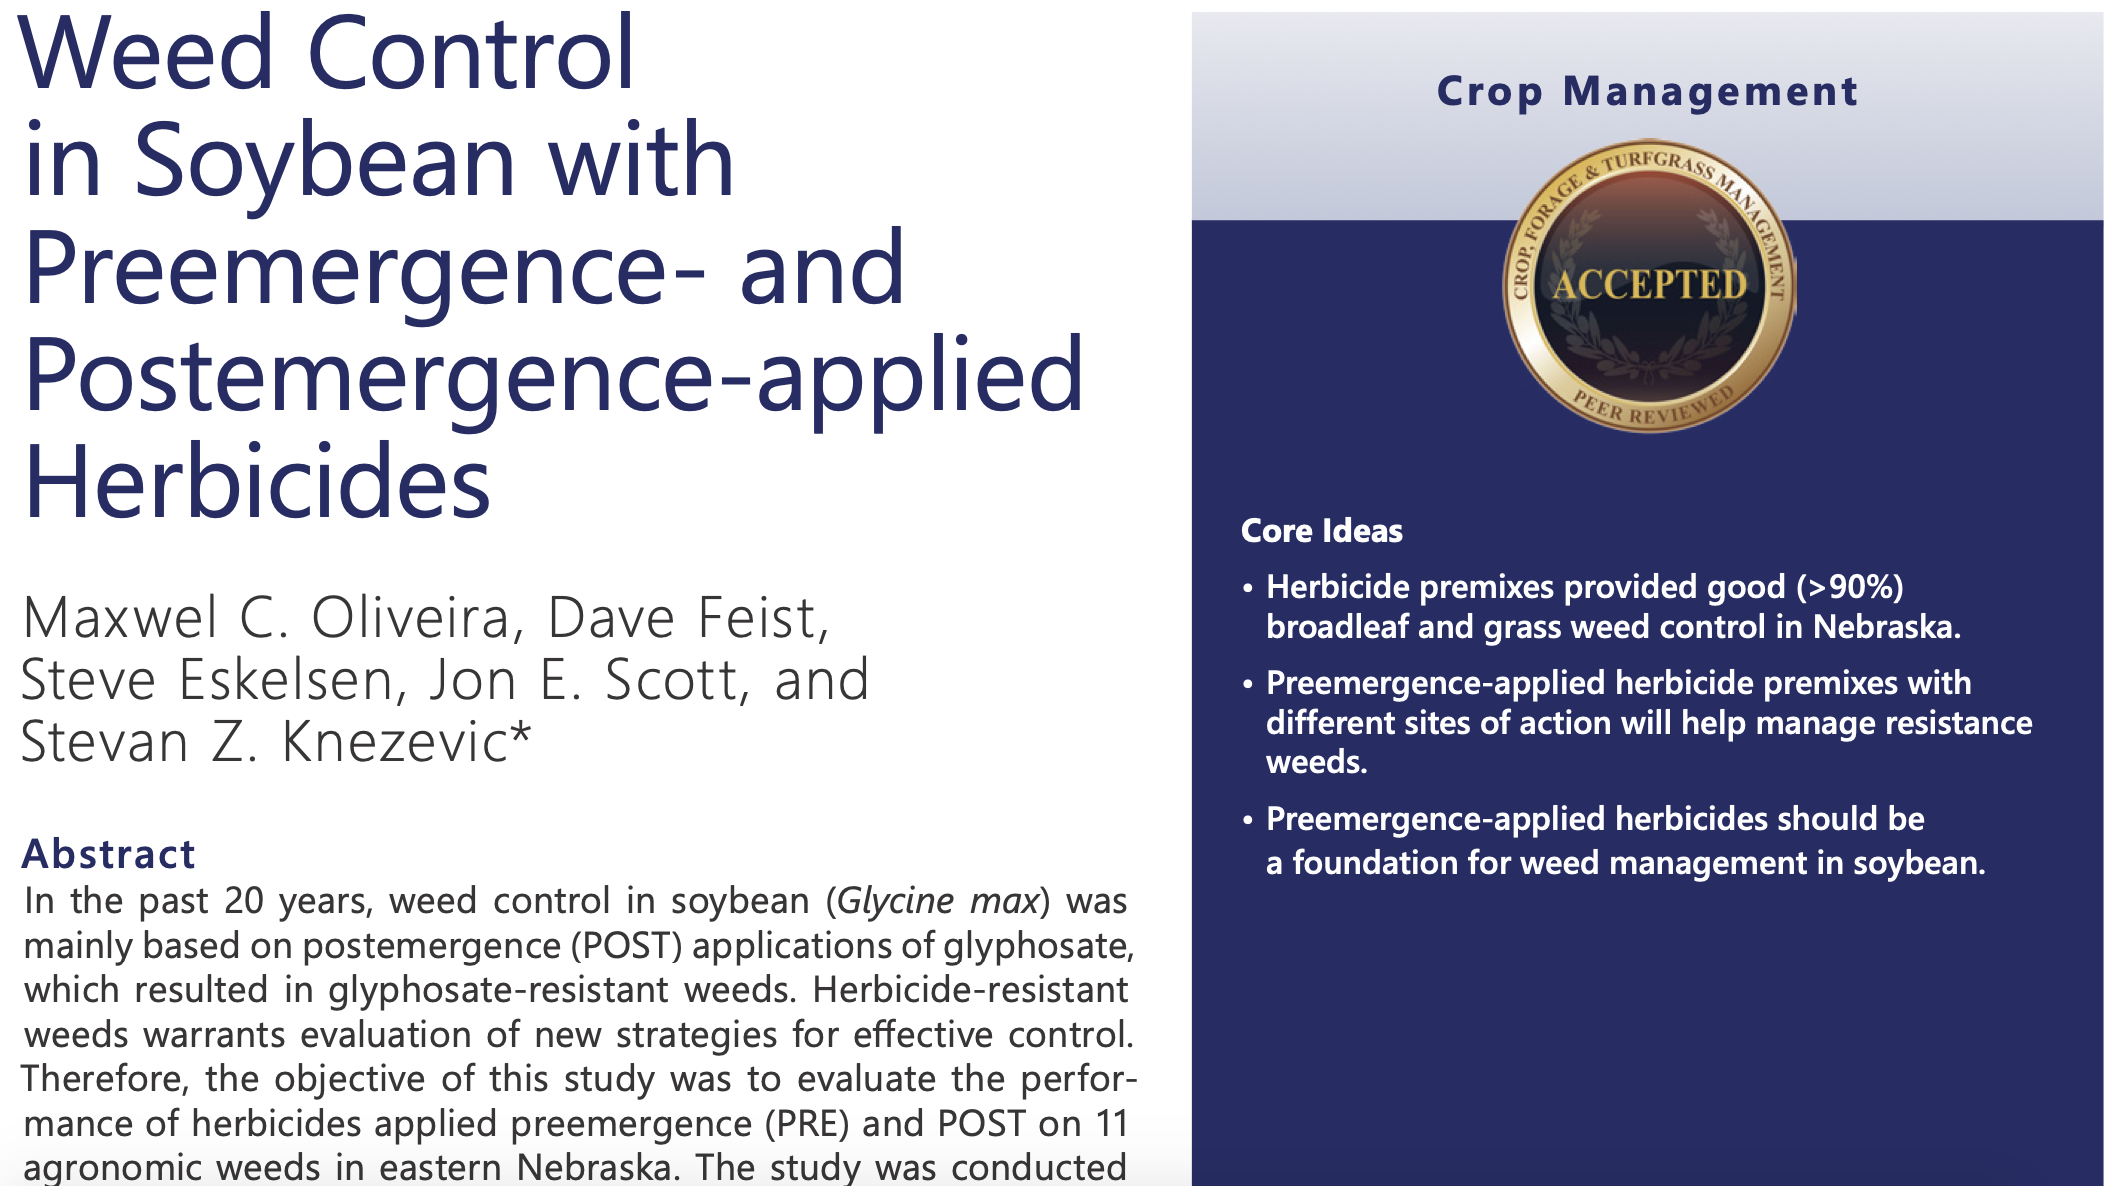 Weed Control
in Soybean with
Preemergence- and
Postemergence-applied
Herbicides
Maxwel C. Oliveira, Dave Feist,
Steve Eskelsen, Jon E. Scott, and
Stevan Z. Knezevic*
Abstract
In the past 20 years, weed control in soybean (Glycine max) was
mainly based on postemergence (POST) applications of glyphosate,
which resulted in glyphosate-resistant weeds. Herbicide-resistant
weeds warrants evaluation of new strategies for effective control.
Therefore, the objective of this study was to evaluate the perfor-
mance of herbicides applied preemergence (PRE) and POST on 11
agronomic weeds in eastern Nebraska. The study was conducted
Crop Management
CROP, FORAGE & TURFGRASS MANAGEMENT
ACCEPTED
PEER REVIEWED
Core Ideas
• Herbicide premixes provided good (>90%)
broadleaf and grass weed control in Nebraska.
• Preemergence-applied herbicide premixes with
different sites of action will help manage resistance
weeds.
• Preemergence-applied herbicides should be
a foundation for weed management in soybean.